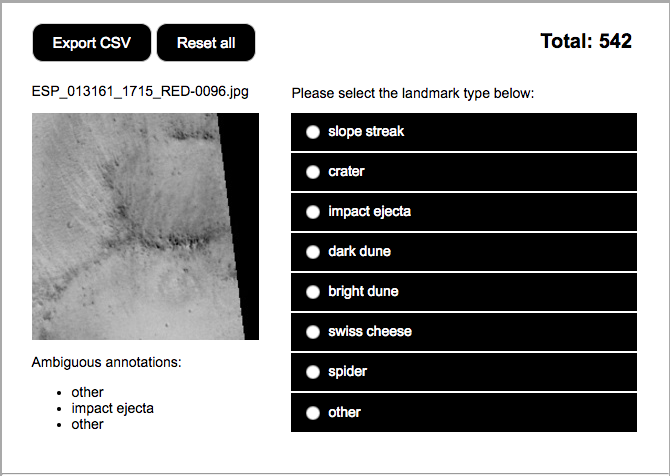 Export CSV Reset all Total: 542
ESP_013161_1715_RED-0096.jpg
Please select the landmark type below:
slope streak
crater
impact ejecta
dark dune
bright dune
swiss cheese
spider
other
Ambiguous annotations:
other
impact ejecta
other